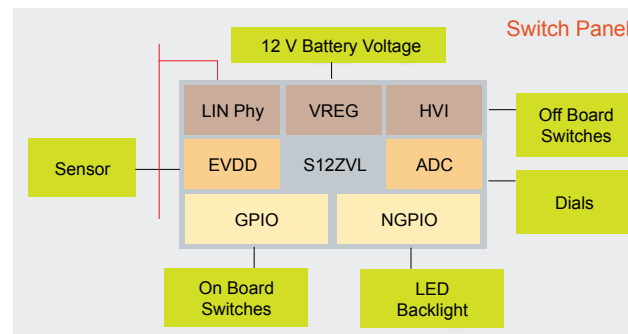 Switch Panel
12 V Battery Voltage
LIN Phy
VREG
HVI
Off Board
Switches
Sensor
EVDD
S12ZVL
ADC
Dials
GPIO
NGPIO
On Board
Switches
LED
Backlight